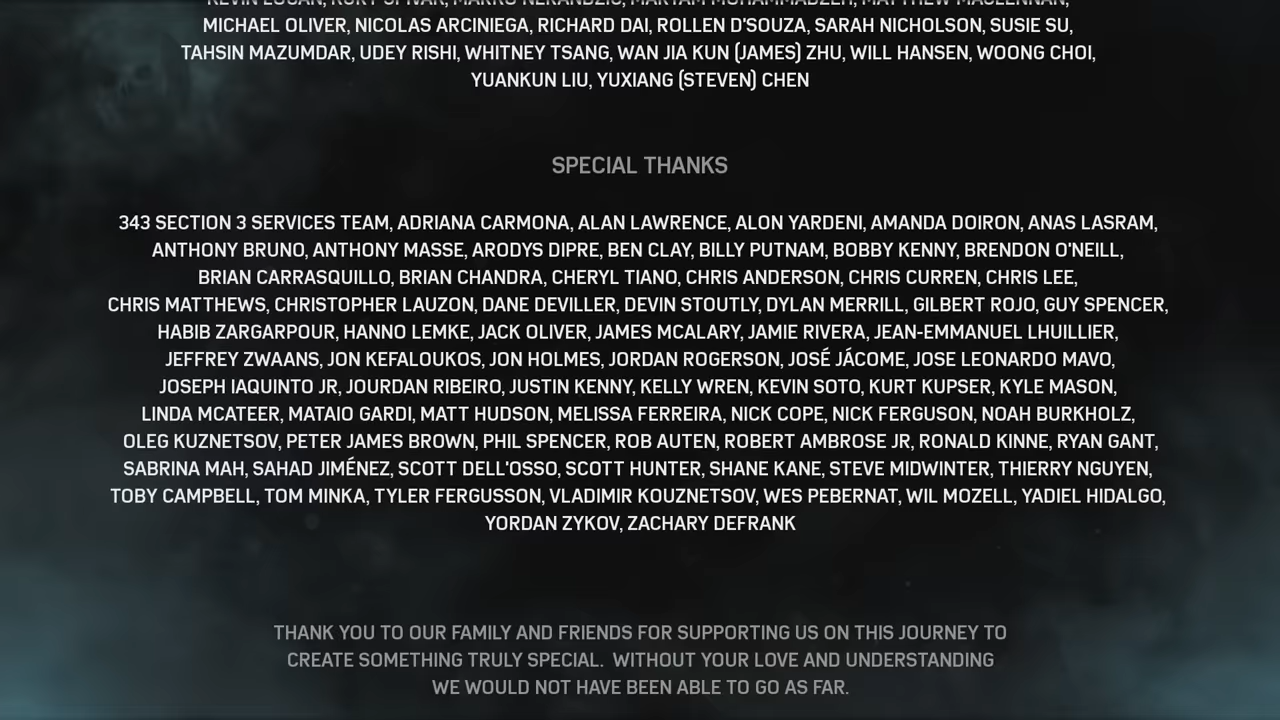 KEVIN LOGAN, KURT SPIVAK, MARKO NERANDZIC, MARYAM MOHAMMADZEH, MATTHEW MACLENNAN,
MICHAEL OLIVER, NICOLAS ARCINIEGA, RICHARD DAI, ROLLEN D'SOUZA, SARAH NICHOLSON, SUSIE SU,
TAHSIN MAZUMDAR, UDEY RISHI, WHITNEY TSANG, WAN JIA KUN (JAMES) ZHU, WILL HANSEN, WOONG CHOI,
YUANKUN LIU, YUXIANG (STEVEN) CHEN
SPECIAL THANKS
343 SECTION 3 SERVICES TEAM, ADRIANA CARMONA, ALAN LAWRENCE, ALON YARDENI, AMANDA DOIRON, ANAS LASRAM,
ANTHONY BRUNO, ANTHONY MASSE, ARODYS DIPRE, BEN CLAY, BILLY PUTNAM, BOBBY KENNY, BRENDON O'NEILL,
BRIAN CARRASQUILLO, BRIAN CHANDRA, CHERYL TIANO, CHRIS ANDERSON, CHRIS CURREN, CHRIS LEE,
CHRIS MATTHEWS, CHRISTOPHER LAUZON, DANE DEVILLER, DEVIN STOUTLY, DYLAN MERRILL, GILBERT ROJO, GUY SPENCER,
HABIB ZARGARPOUR, HANNO LEMKE, JACK OLIVER, JAMES MCALARY, JAMIE RIVERA, JEAN-EMMANUEL LHUILLIER,
JEFFREY ZWAANS, JON KEFALOUKOS, JON HOLMES, JORDAN ROGERSON, JOSÉ JÁCOME, JOSE LEONARDO MAVO,
JOSEPH IAQUINTO JR, JOURDAN RIBEIRO, JUSTIN KENNY, KELLY WREN, KEVIN SOTO, KURT KUPSER, KYLE MASON,
LINDA MCATEER, MATAIO GARDI, MATT HUDSON, MELISSA FERREIRA, NICK COPE, NICK FERGUSON, NOAH BURKHOLZ,
OLEG KUZNETSOV, PETER JAMES BROWN, PHIL SPENCER, ROB AUTEN, ROBERT AMBROSE JR, RONALD KINNE, RYAN GANT,
SABRINA MAH, SAHAD JIMÉNEZ, SCOTT DELL'OSSO, SCOTT HUNTER, SHANE KANE, STEVE MIDWINTER, THIERRY NGUYEN,
TOBY CAMPBELL, TOM MINKA, TYLER FERGUSSON, VLADIMIR KOUZNETSOV, WES PEBERNAT, WIL MOZELL, YADIEL HIDALGO,
YORDAN ZYKOV, ZACHARY DEFRANK
THANK YOU TO OUR FAMILY AND FRIENDS FOR SUPPORTING US ON THIS JOURNEY TO
CREATE SOMETHING TRULY SPECIAL.  WITHOUT YOUR LOVE AND UNDERSTANDING
WE WOULD NOT HAVE BEEN ABLE TO GO AS FAR.